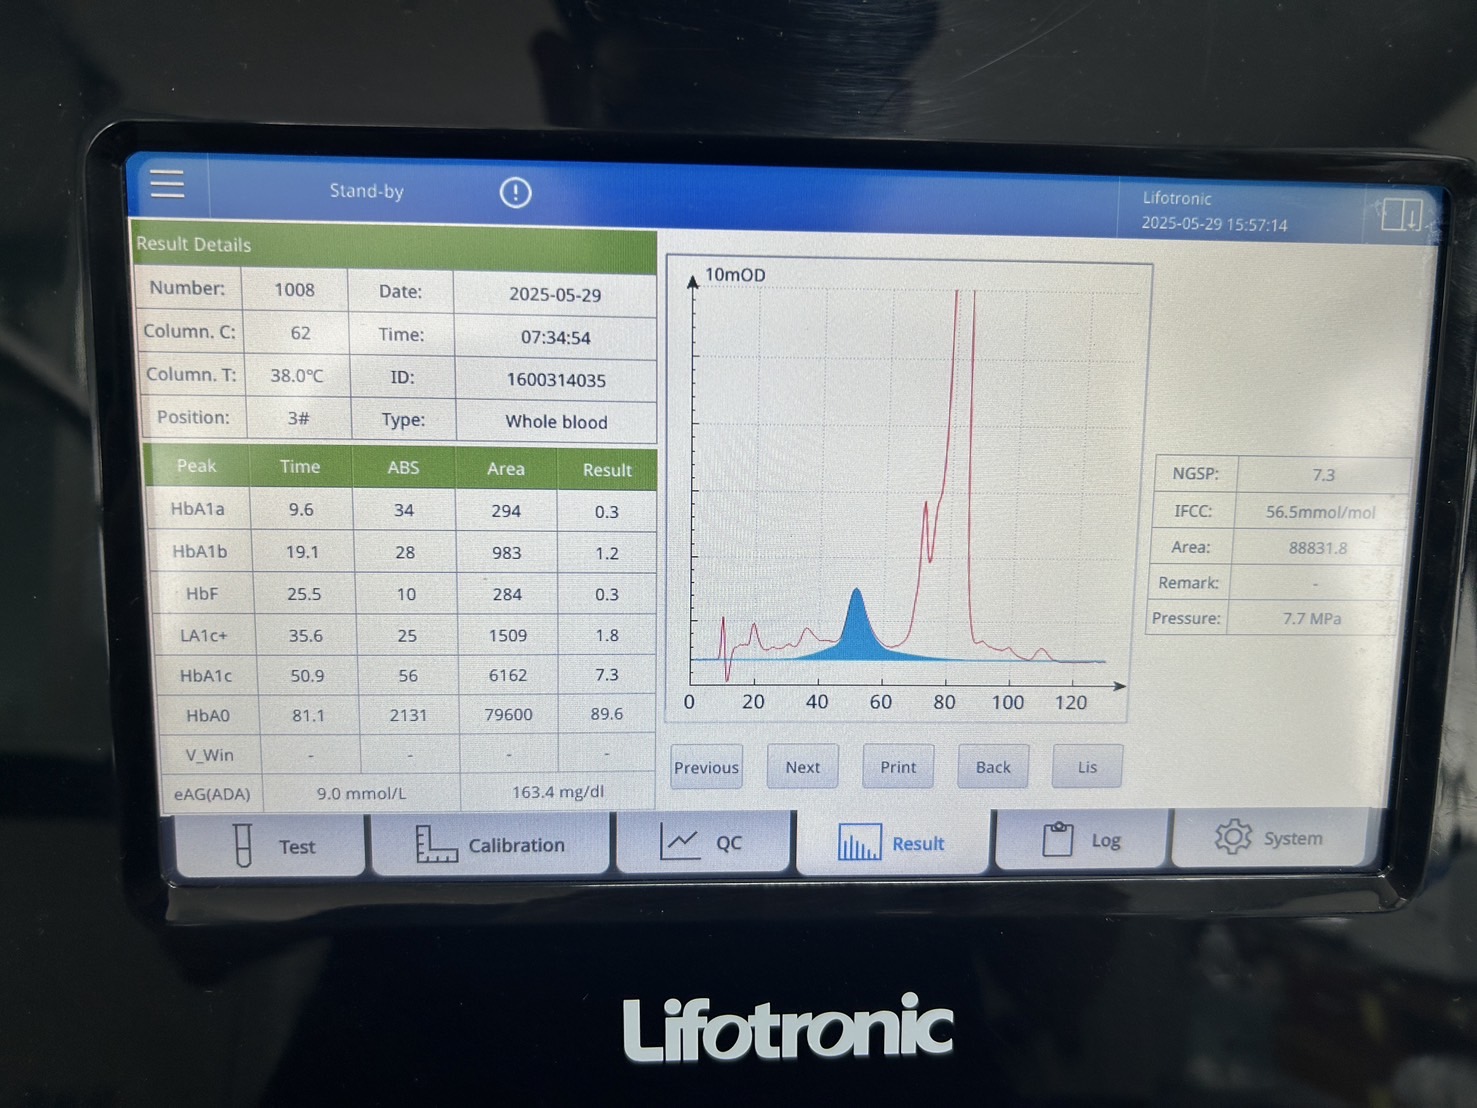 Stand-by
Lifotronic
2025-05-29 15:57:14
Result Details
Number: 1008 Date: 2025-05-29
Column. C: 62 Time: 07:34:54
Column. T: 38.0°C ID: 1600314035
Position: 3# Type: Whole blood
Peak Time ABS Area Result
HbA1a 9.6 34 294 0.3
HbA1b 19.1 28 983 1.2
HbF 25.5 10 284 0.3
LA1c+ 35.6 25 1509 1.8
HbA1c 50.9 56 6162 7.3
HbA0 81.1 2131 79600 89.6
V_Win - - - -
eAG(ADA) 9.0 mmol/L 163.4 mg/dl
10mOD
0 20 40 60 80 100 120
NGSP: 7.3
IFCC: 56.5mmol/mol
Area: 88831.8
Remark: -
Pressure: 7.7 MPa
Previous Next Print Back Lis
Test Calibration QC Result Log System
Lifotronic